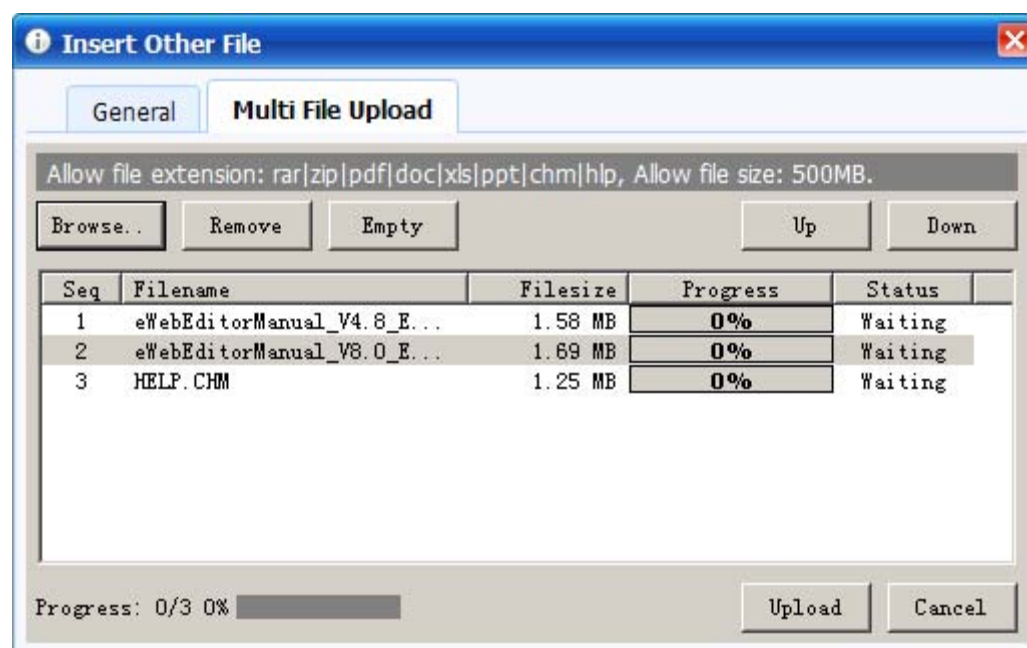 Insert Other File
General Multi File Upload
Allow file extension: rar|zip|pdf|doc|xls|ppt|chm|hlp, Allow file size: 500MB.
Browse.. Remove Empty Up Down
Seq Filename Filesize Progress Status
1 eWebEditorManual_V4.8_E... 1.58 MB 0% Waiting
2 eWebEditorManual_V8.0_E... 1.69 MB 0% Waiting
3 HELP.CHM 1.25 MB 0% Waiting
Progress: 0/3 0% Upload Cancel